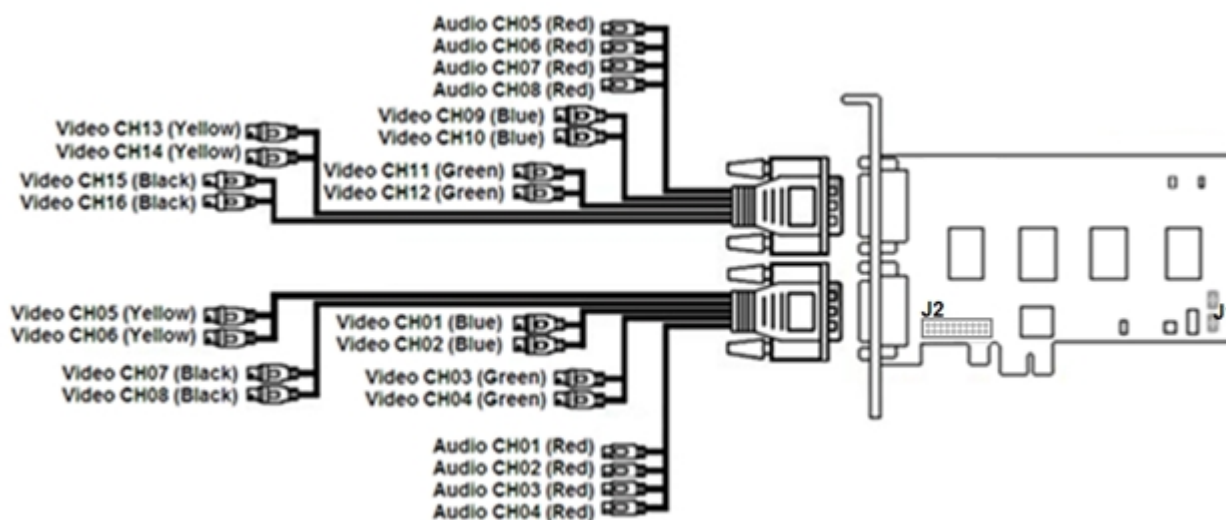 Audio CH05 (Red)
Audio CH06 (Red)
Audio CH07 (Red)
Audio CH08 (Red)
Video CH09 (Blue)
Video CH10 (Blue)
Video CH13 (Yellow)
Video CH14 (Yellow)
Video CH11 (Green)
Video CH12 (Green)
Video CH15 (Black)
Video CH16 (Black)
Video CH05 (Yellow)
Video CH06 (Yellow)
Video CH01 (Blue)
Video CH02 (Blue)
Video CH07 (Black)
Video CH08 (Black)
Video CH03 (Green)
Video CH04 (Green)
Audio CH01 (Red)
Audio CH02 (Red)
Audio CH03 (Red)
Audio CH04 (Red)
J2
J